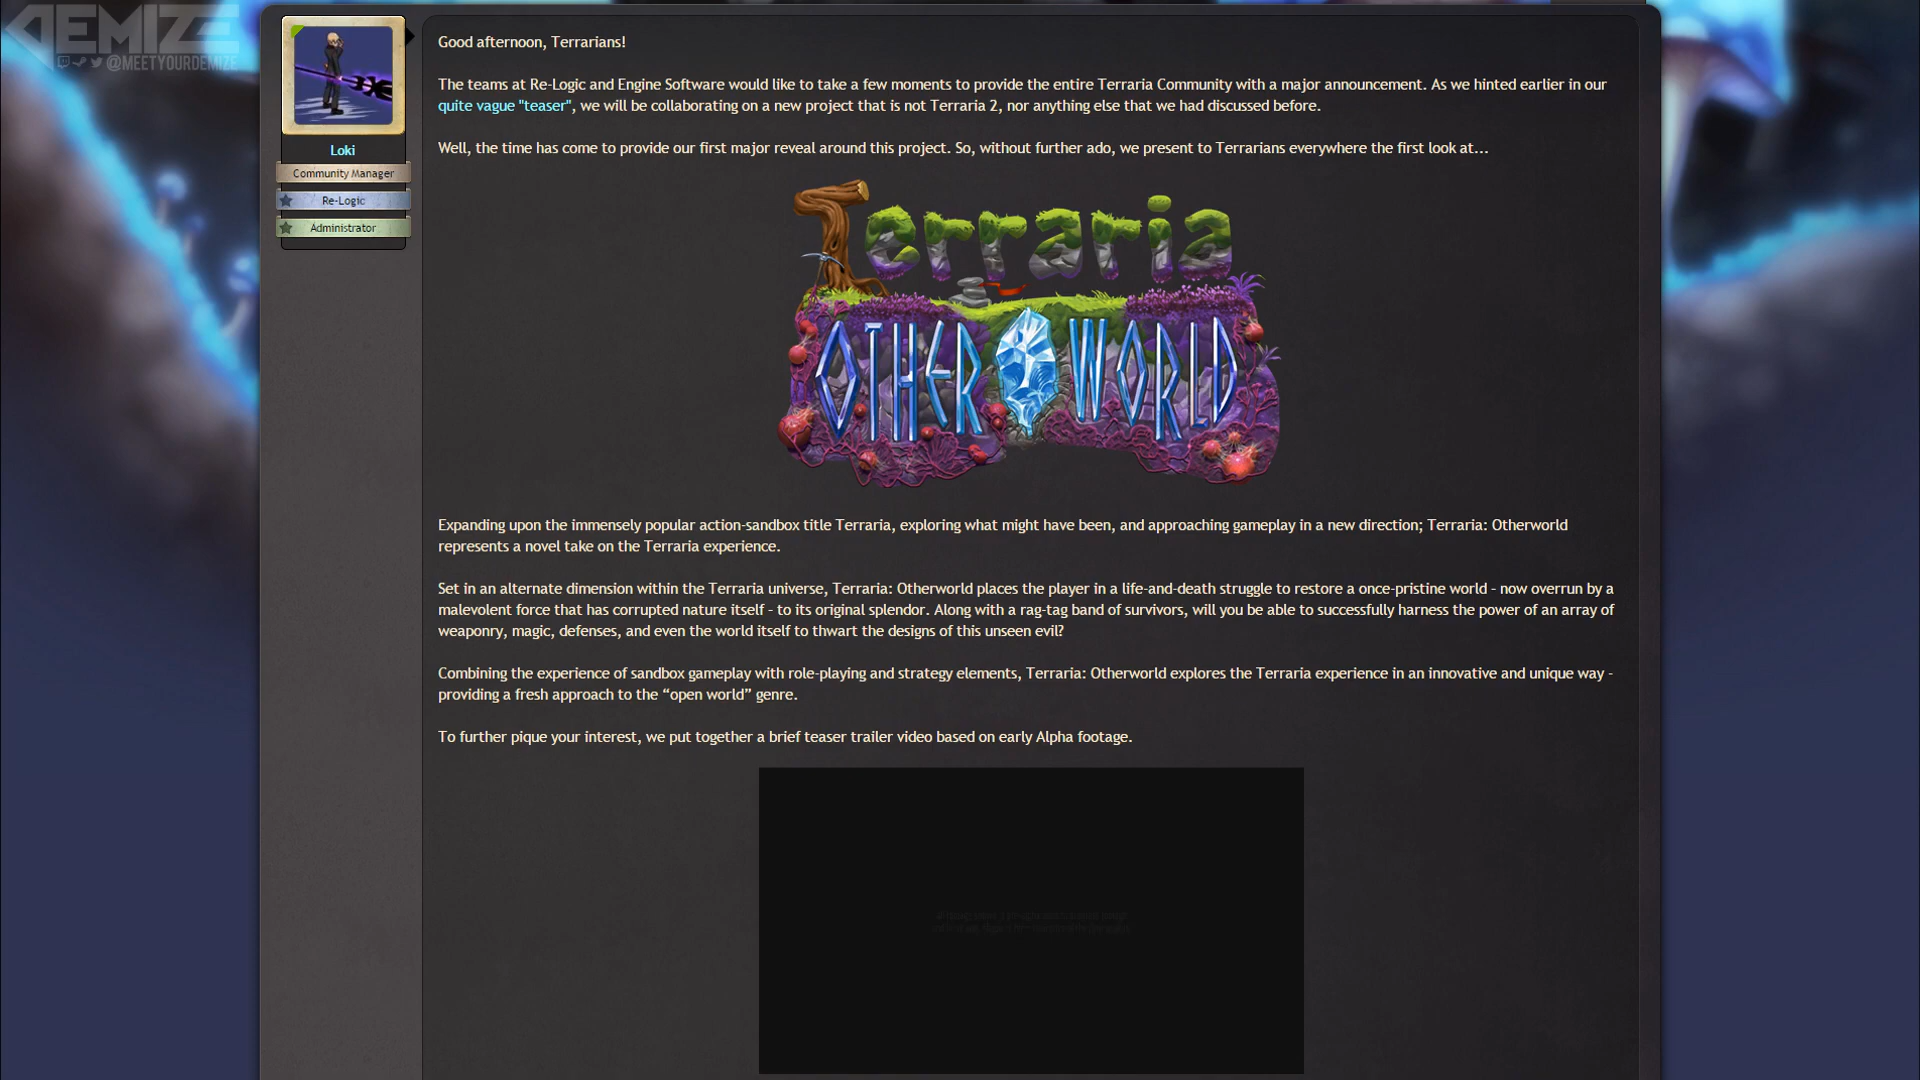 DEMIZE
@MEETYOURDEMIZE
Loki
Community Manager
Re-Logic
Administrator
Good afternoon, Terrarians!
The teams at Re-Logic and Engine Software would like to take a few moments to provide the entire Terraria Community with a major announcement. As we hinted earlier in our
quite vague "teaser", we will be collaborating on a new project that is not Terraria 2, nor anything else that we had discussed before.
Well, the time has come to provide our first major reveal around this project. So, without further ado, we present to Terrarians everywhere the first look at...
Terraria
OTHERWORLD
Expanding upon the immensely popular action-sandbox title Terraria, exploring what might have been, and approaching gameplay in a new direction; Terraria: Otherworld
represents a novel take on the Terraria experience.
Set in an alternate dimension within the Terraria universe, Terraria: Otherworld places the player in a life-and-death struggle to restore a once-pristine world - now overrun by a
malevolent force that has corrupted nature itself - to its original splendor. Along with a rag-tag band of survivors, will you be able to successfully harness the power of an array of
weaponry, magic, defenses, and even the world itself to thwart the designs of this unseen evil?
Combining the experience of sandbox gameplay with role-playing and strategy elements, Terraria: Otherworld explores the Terraria experience in an innovative and unique way -
providing a fresh approach to the “open world” genre.
To further pique your interest, we put together a brief teaser trailer video based on early Alpha footage.